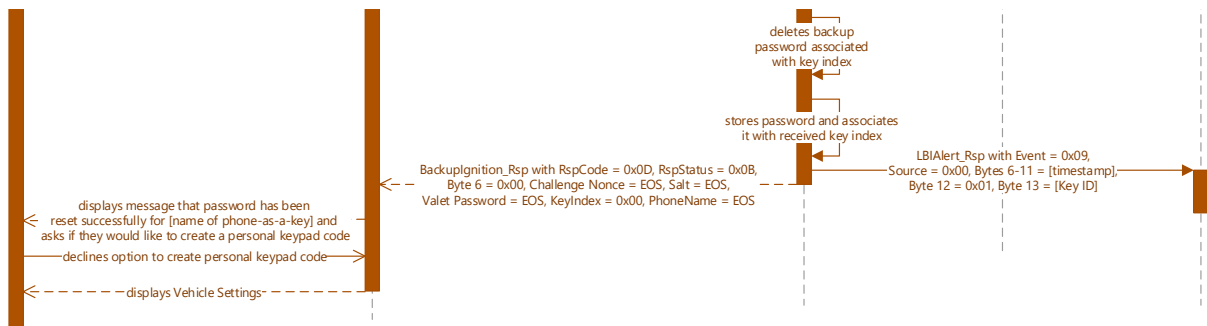 deletes backup
password associated
with key index
stores password and associates
it with received key index
LBIAlert_Rsp with Event = 0x09,
Source = 0x00, Bytes 6-11 = [timestamp],
Byte 12 = 0x01, Byte 13 = [Key ID]
BackupIgnition_Rsp with RspCode = 0x0D, RspStatus = 0x0B,
Byte 6 = 0x00, Challenge Nonce = EOS, Salt = EOS,
Valet Password = EOS, KeyIndex = 0x00, PhoneName = EOS
displays message that password has been
reset successfully for [name of phone-as-a-key] and
asks if they would like to create a personal keypad code
declines option to create personal keypad code
displays Vehicle Settings